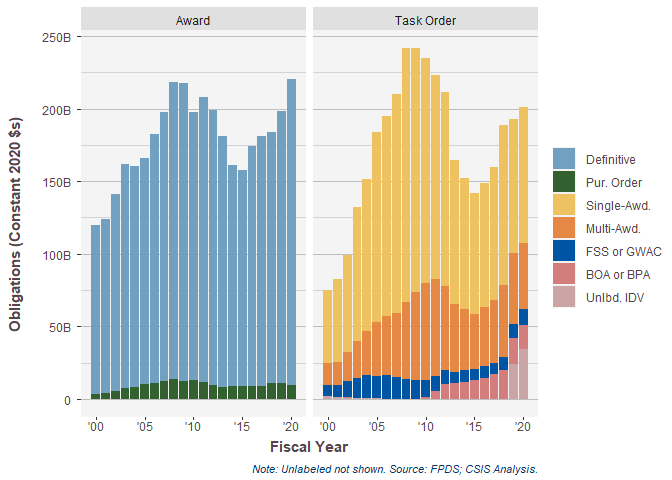 Award
Task Order
Obligations (Constant 2020 $s)
250B
200B
150B
100B
50B
0
'00
'05
'10
'15
'20
'00
'05
'10
'15
'20
Fiscal Year
Definitive
Pur. Order
Single-Awd.
Multi-Awd.
FSS or GWAC
BOA or BPA
Unlbd. IDV
Note: Unlabeled not shown. Source: FPDS; CSIS Analysis.